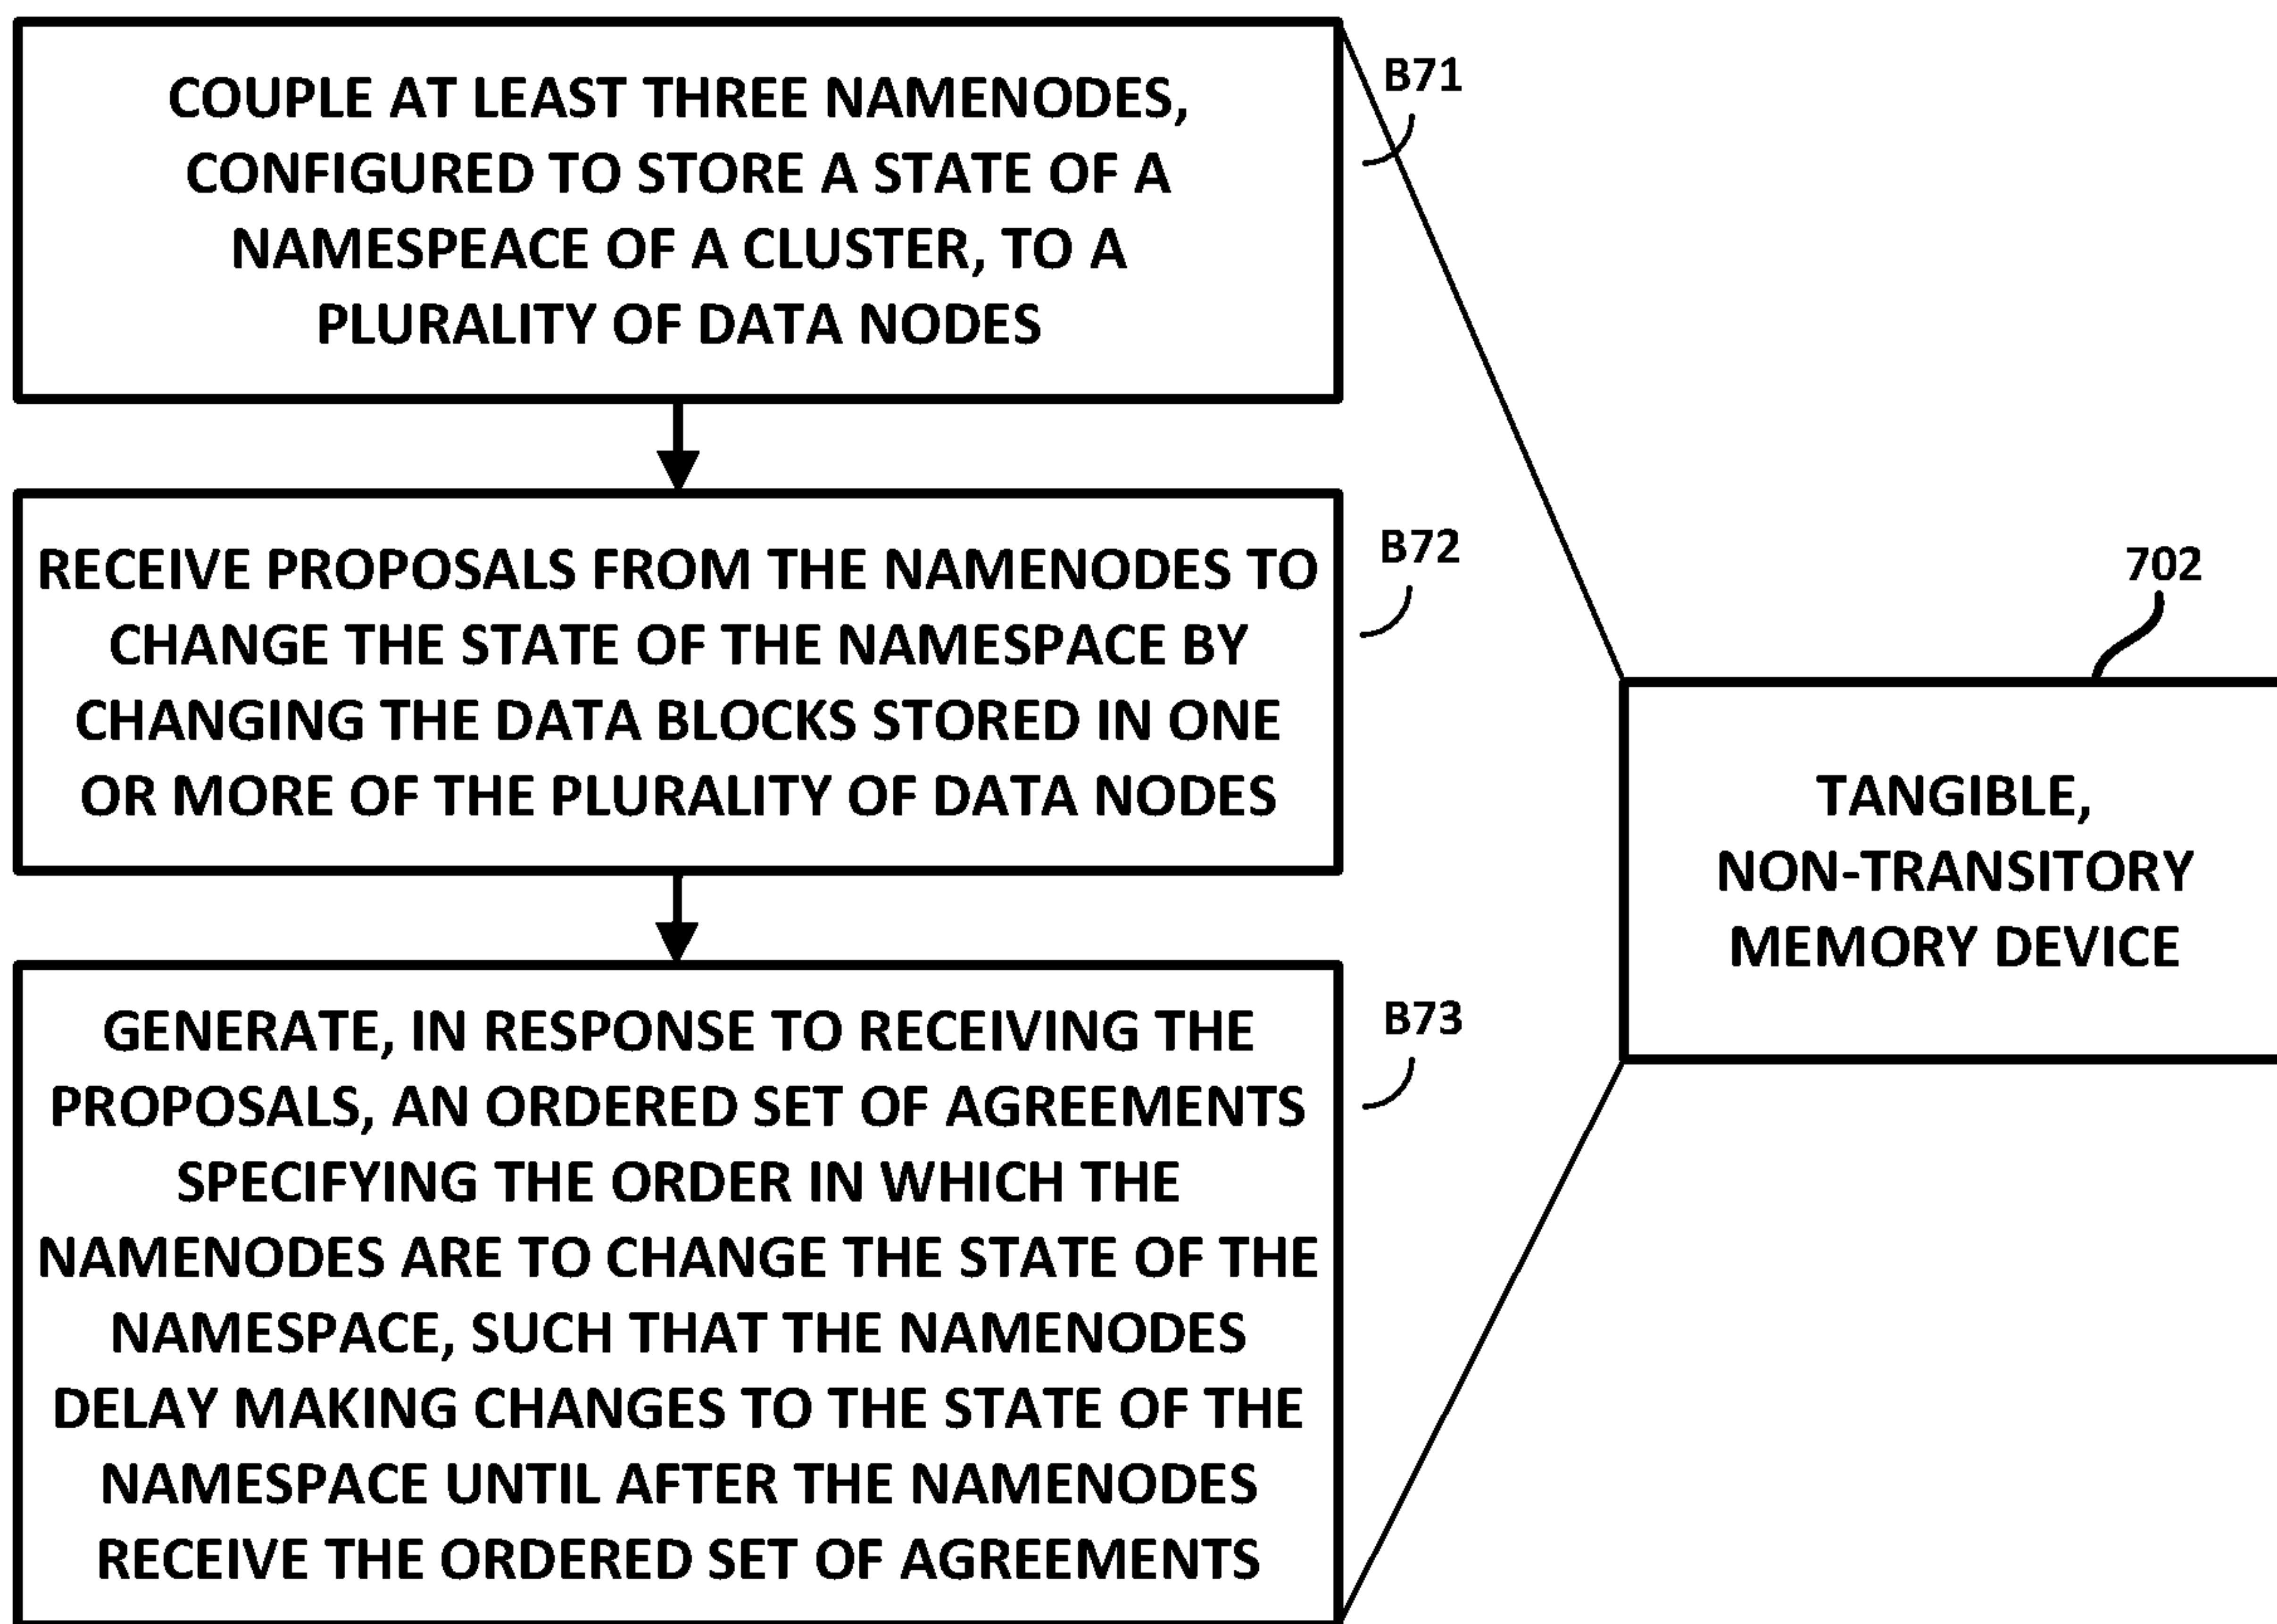 COUPLE AT LEAST THREE NAMENODES,
CONFIGURED TO STORE A STATE OF A
NAMESPEACE OF A CLUSTER, TO A
PLURALITY OF DATA NODES
B71
RECEIVE PROPOSALS FROM THE NAMENODES TO
CHANGE THE STATE OF THE NAMESPACE BY
CHANGING THE DATA BLOCKS STORED IN ONE
OR MORE OF THE PLURALITY OF DATA NODES
B72
GENERATE, IN RESPONSE TO RECEIVING THE
PROPOSALS, AN ORDERED SET OF AGREEMENTS
SPECIFYING THE ORDER IN WHICH THE
NAMENODES ARE TO CHANGE THE STATE OF THE
NAMESPACE, SUCH THAT THE NAMENODES
DELAY MAKING CHANGES TO THE STATE OF THE
NAMESPACE UNTIL AFTER THE NAMENODES
RECEIVE THE ORDERED SET OF AGREEMENTS
B73
702
TANGIBLE,
NON-TRANSITORY
MEMORY DEVICE